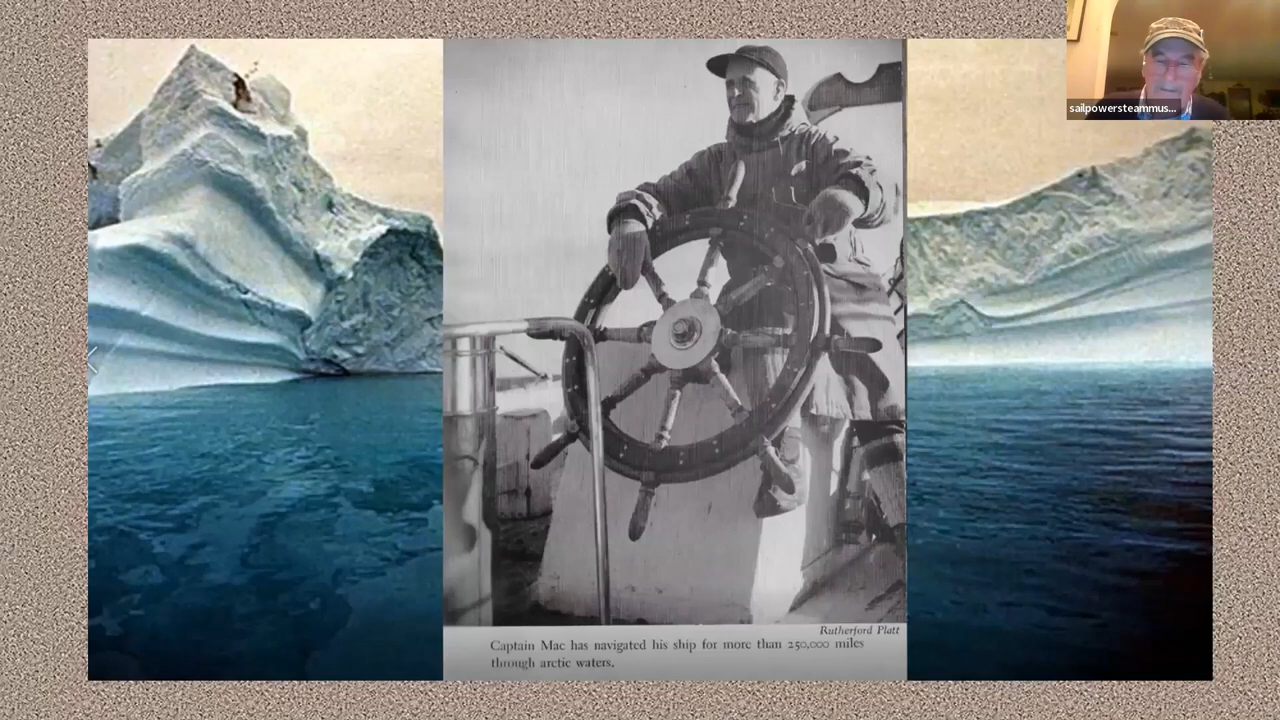 sailpowersteammus...
Rutherford Platt
Captain Mac has navigated his ship for more than 250,000 miles
through arctic waters.